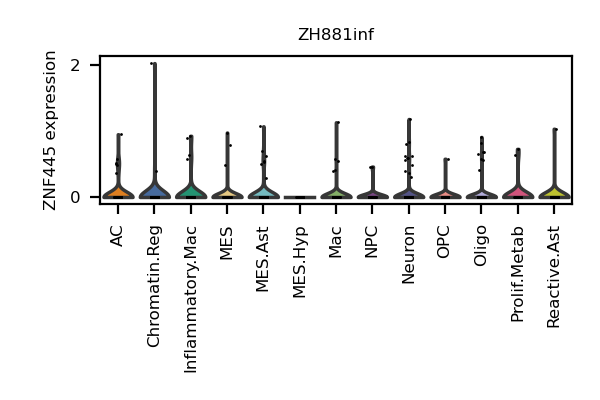 ZH881inf
ZNF445 expression
2
0
AC
Chromatin.Reg
Inflammatory.Mac
MES
MES.Ast
MES.Hyp
Mac
NPC
Neuron
OPC
Oligo
Prolif.Metab
Reactive.Ast